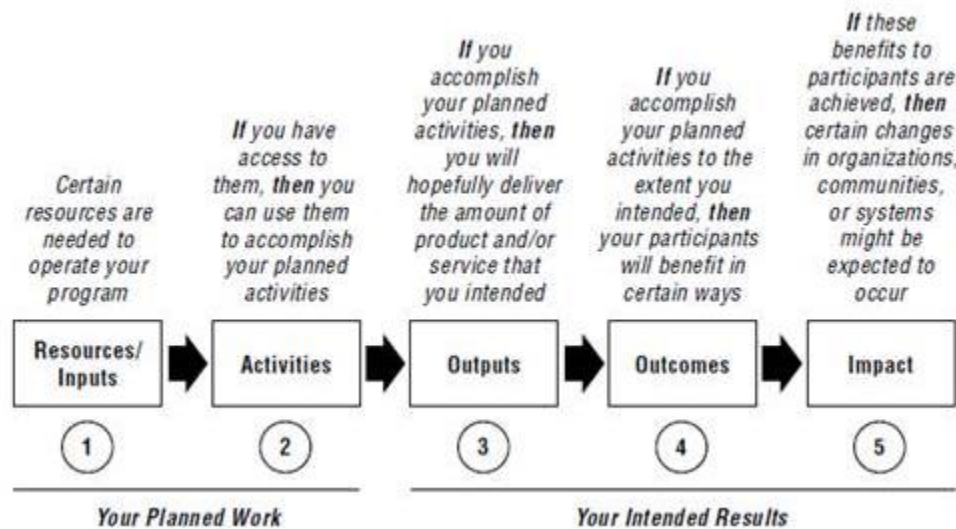 Certain
resources are
needed to
operate your
program
If you have
access to
them, then you
can use them
to accomplish
your planned
activities
If you
accomplish
your planned
activities, then
you will
hopefully deliver
the amount of
product and/or
service that
you intended
If you
accomplish
your planned
activities to the
extent you
intended, then
your participants
will benefit in
certain ways
If these
benefits to
participants are
achieved, then
certain changes
in organizations,
communities,
or systems
might be
expected to
occur
Resources/
Inputs
Activities
Outputs
Outcomes
Impact
1
2
3
4
5
Your Planned Work
Your Intended Results